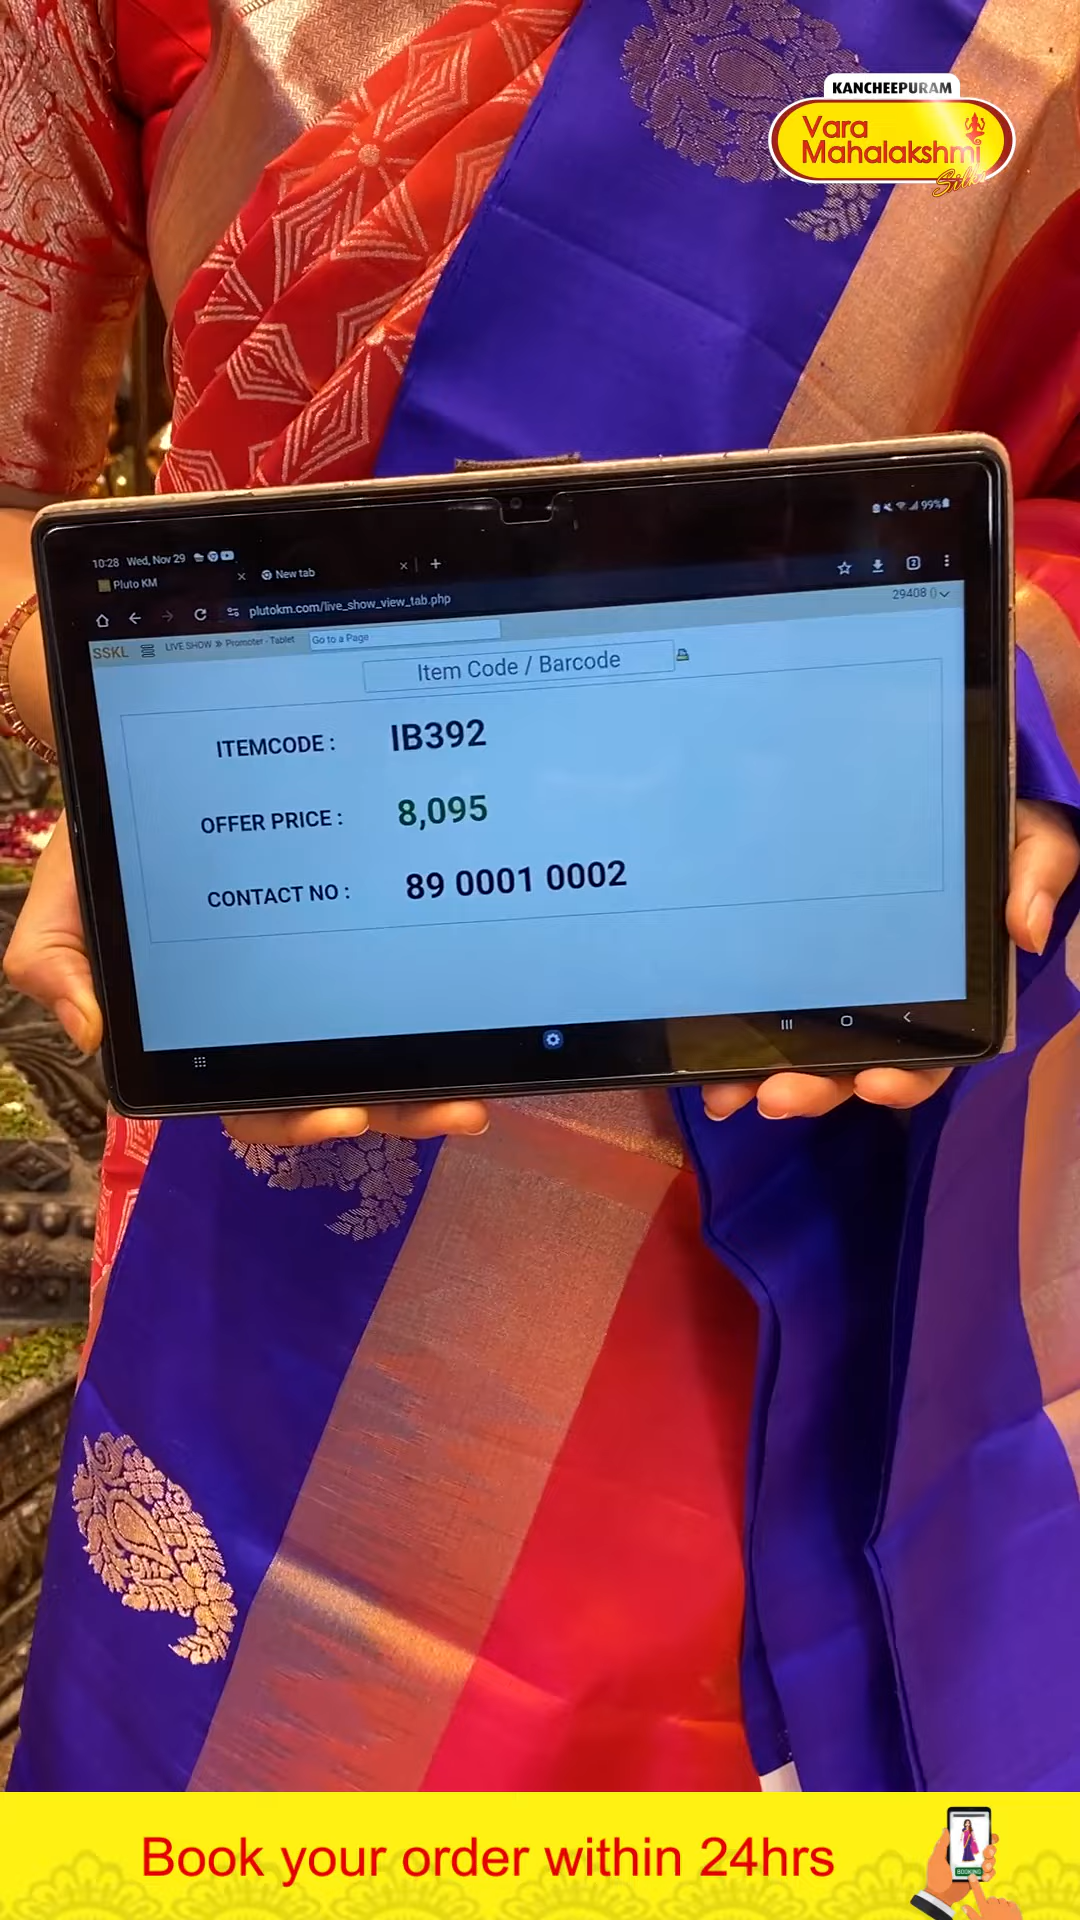 KANCHEEPURAM
Vara
Mahalakshmi
Silks
99%
10:28 Wed, Nov 29
Pluto KM
New tab
plutokm.com/live_show_view_tab.php
29408 ()
SSKL
LIVE SHOW » Promoter - Tablet
Go to a Page
Item Code / Barcode
ITEMCODE : IB392
OFFER PRICE : 8,095
CONTACT NO : 89 0001 0002
Book your order within 24hrs
BOOKING